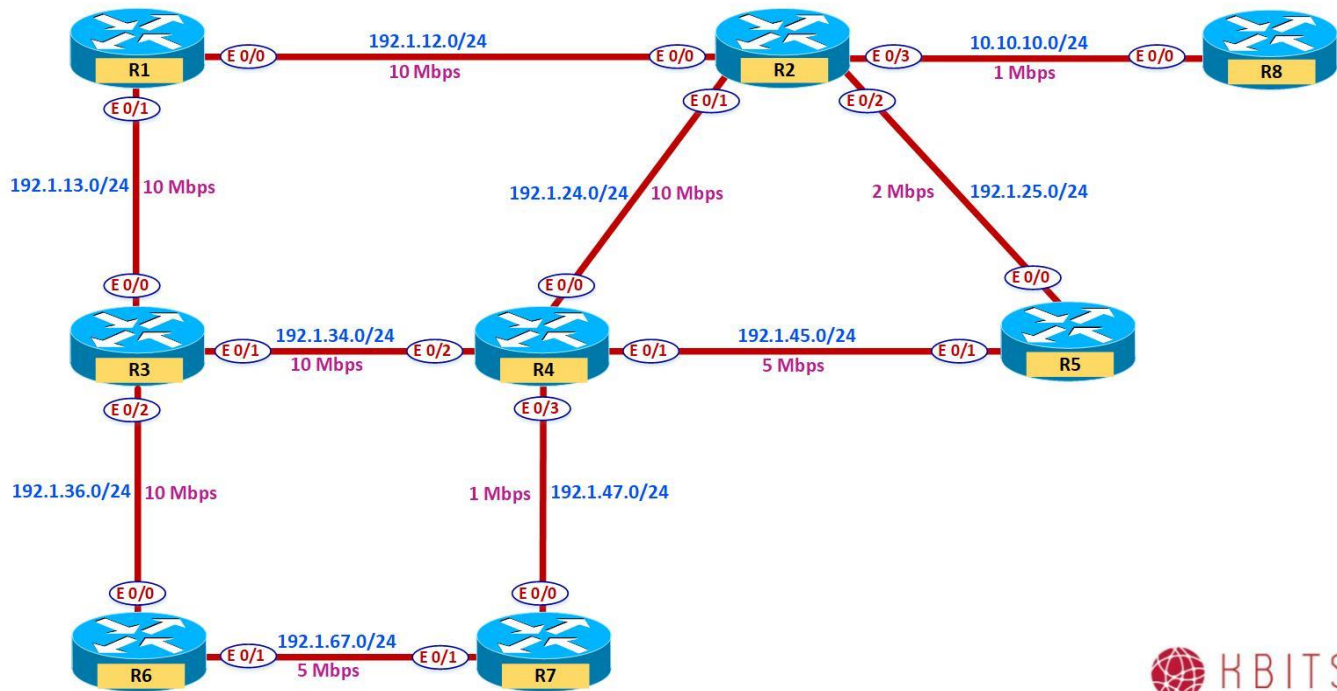 192.1.12.0/24
10.10.10.0/24
E 0/0
E 0/0
E 0/3
E 0/0
R1
10 Mbps
R2
1 Mbps
R8
E 0/1
E 0/1
E 0/2
192.1.13.0/24
10 Mbps
192.1.24.0/24
10 Mbps
2 Mbps
192.1.25.0/24
E 0/0
E 0/0
E 0/0
192.1.34.0/24
192.1.45.0/24
E 0/1
E 0/2
E 0/1
E 0/1
R3
10 Mbps
R4
5 Mbps
R5
E 0/2
E 0/3
192.1.36.0/24
10 Mbps
1 Mbps
192.1.47.0/24
E 0/0
E 0/0
192.1.67.0/24
E 0/1
E 0/1
R6
5 Mbps
R7
KBITS